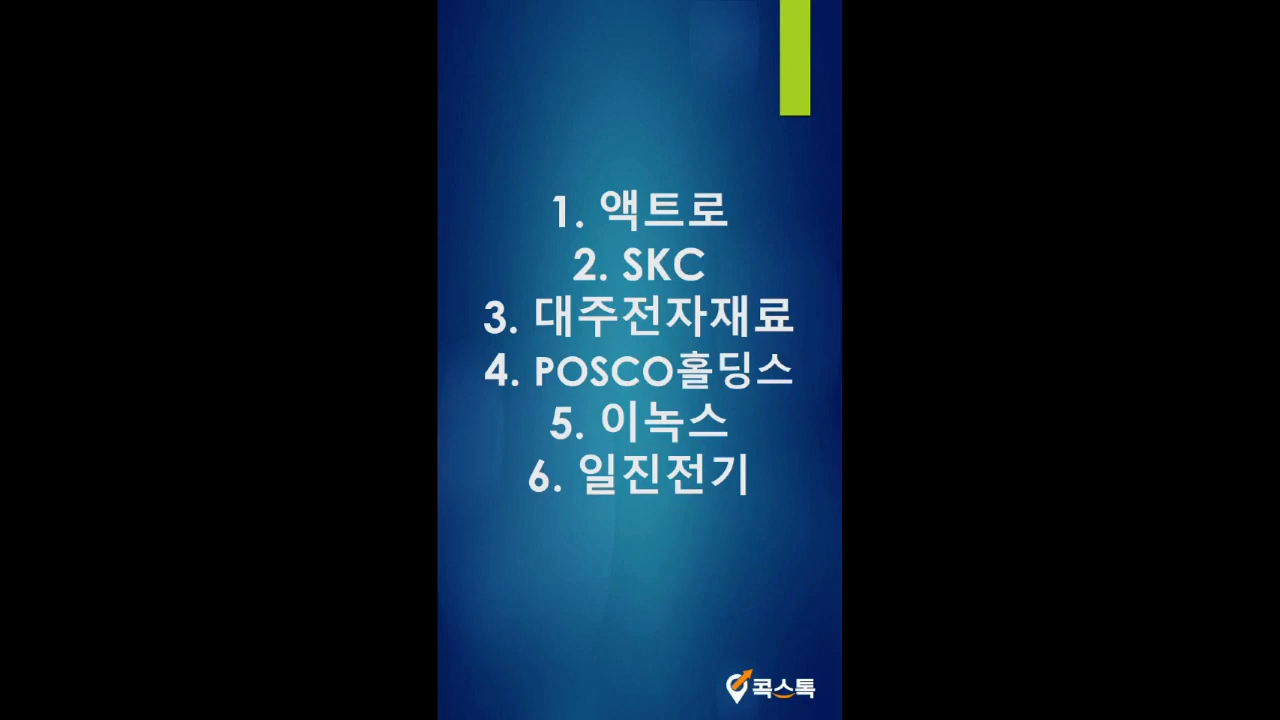 1. 액트로
2. SKC
3. 대주전자재료
4. POSCO홀딩스
5. 이녹스
6. 일진전기
콕스톡